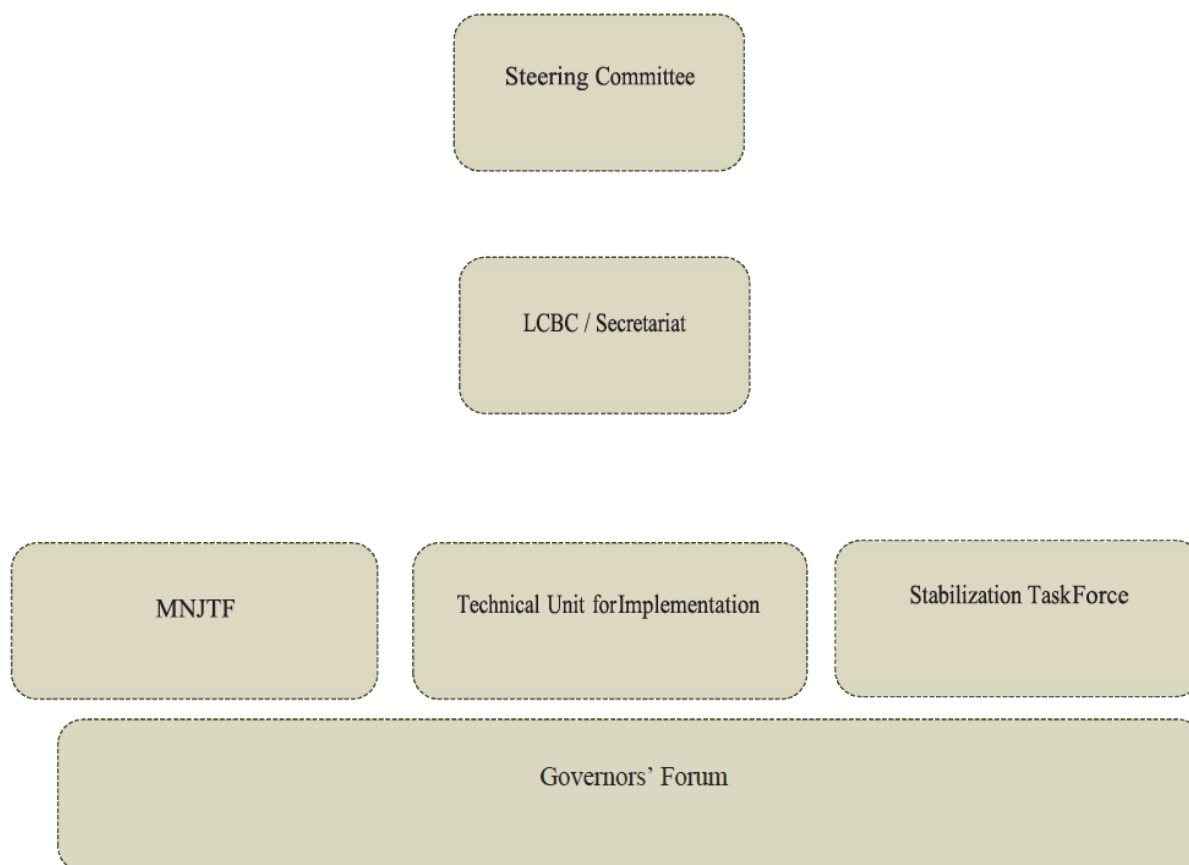 Steering Committee
LCBC / Secretariat
MNJTF
Technical Unit forImplementation
Stabilization TaskForce
Governors’ Forum